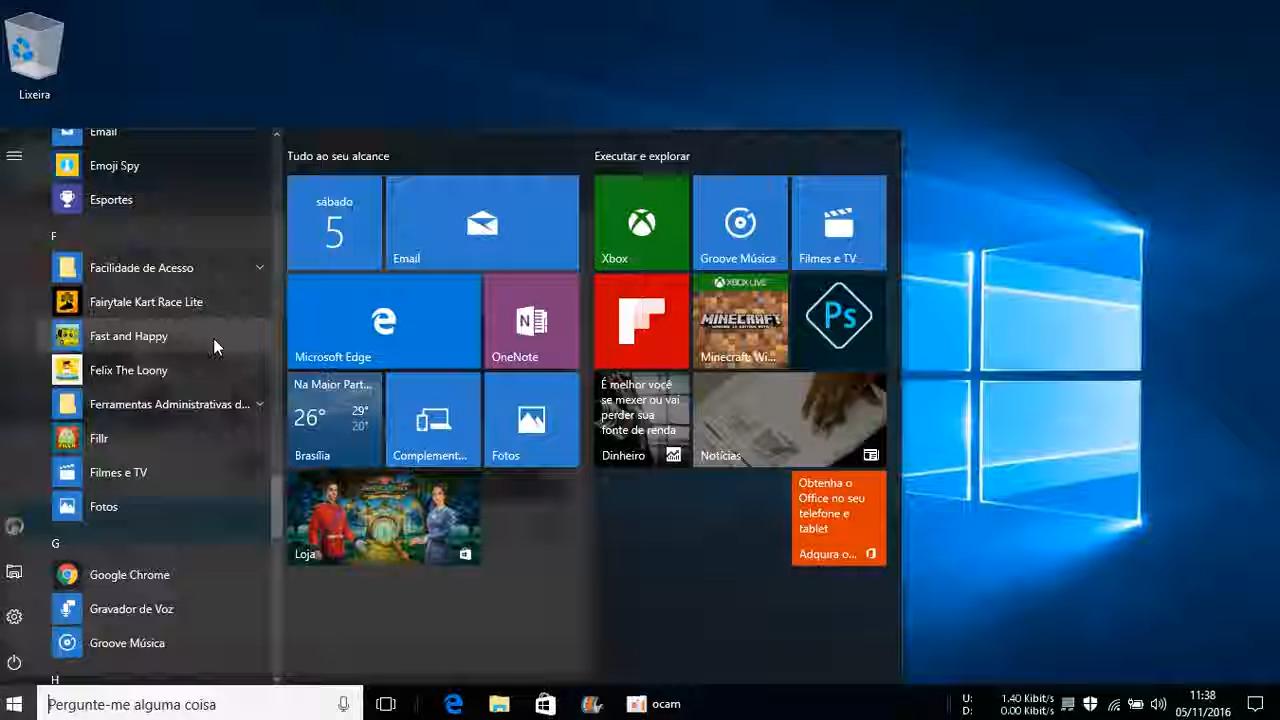 Lixeira
Email
Emoji Spy
Esportes
F
Facilidade de Acesso
Fairytale Kart Race Lite
Fast and Happy
Felix The Loony
Ferramentas Administrativas d...
Fillr
Filmes e TV
Fotos
G
Google Chrome
Gravador de Voz
Groove Música
H
Tudo ao seu alcance
sábado
5
Email
Microsoft Edge
N
OneNote
Na Maior Part...
26°
29°
20°
Brasília
Complement...
Fotos
Loja
Executar e explorar
Xbox
Groove Música
Filmes e TV
XBOX LIVE
MINECRAFT
Minecraft: Wi...
Ps
É melhor você
se mexer ou vai
perder sua
fonte de renda
Dinheiro
Notícias
Obtenha o
Office no seu
telefone e
tablet
Adquira o...
Pergunte-me alguma coisa
ocam
U: 1.40 Kibit/s
D: 0.00 Kibit/s
11:38
05/11/2016